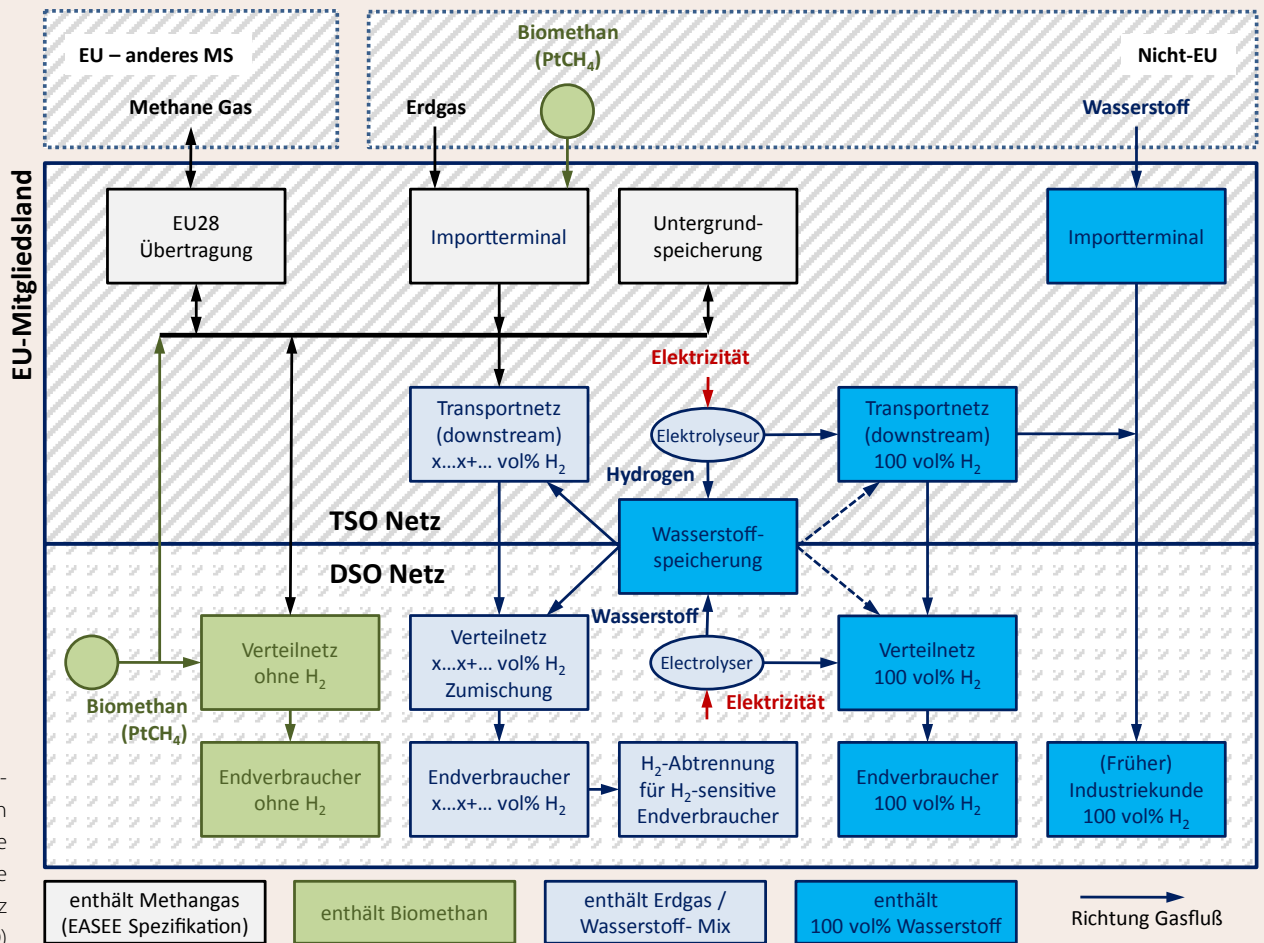 EU – anderes MS
Methane Gas
Erdgas
Biomethan
(PtCH₄)
Nicht-EU
Wasserstoff
EU-Mitgliedsland
EU28
Übertragung
Importterminal
Untergrund-
speicherung
Importterminal
Elektrizität
Transportnetz
(downstream)
x...x+... vol% H₂
Elektrolyseur
Transportnetz
(downstream)
100 vol% H₂
Hydrogen
TSO Netz
Wasserstoff-
speicherung
DSO Netz
Wasserstoff
Verteilnetz
ohne H₂
Verteilnetz
x...x+... vol% H₂
Zumischung
Electrolyser
Verteilnetz
100 vol% H₂
Elektrizität
Biomethan
(PtCH₄)
Endverbraucher
ohne H₂
Endverbraucher
x...x+... vol% H₂
H₂-Abtrennung
für H₂-sensitive
Endverbraucher
Endverbraucher
100 vol% H₂
(Früher)
Industriekunde
100 vol% H₂
enthält Methangas
(EASEE Spezifikation)
enthält Biomethan
enthält Erdgas /
Wasserstoff- Mix
enthält
100 vol% Wasserstoff
Richtung Gasfluß